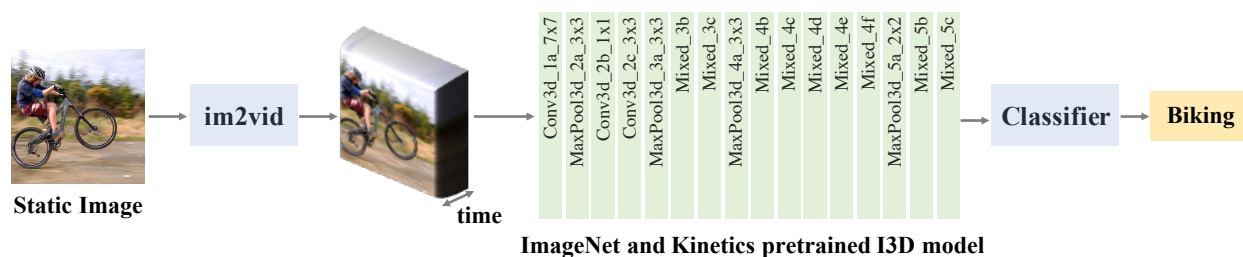 Static Image
im2vid
time
Conv3d_1a_7x7
MaxPool3d_2a_3x3
Conv3d_2b_1x1
Conv3d_2c_3x3
MaxPool3d_3a_3x3
Mixed_3b
Mixed_3c
MaxPool3d_4a_3x3
Mixed_4b
Mixed_4c
Mixed_4d
Mixed_4e
Mixed_4f
MaxPool3d_5a_2x2
Mixed_5b
Mixed_5c
ImageNet and Kinetics pretrained I3D model
Classifier
Biking